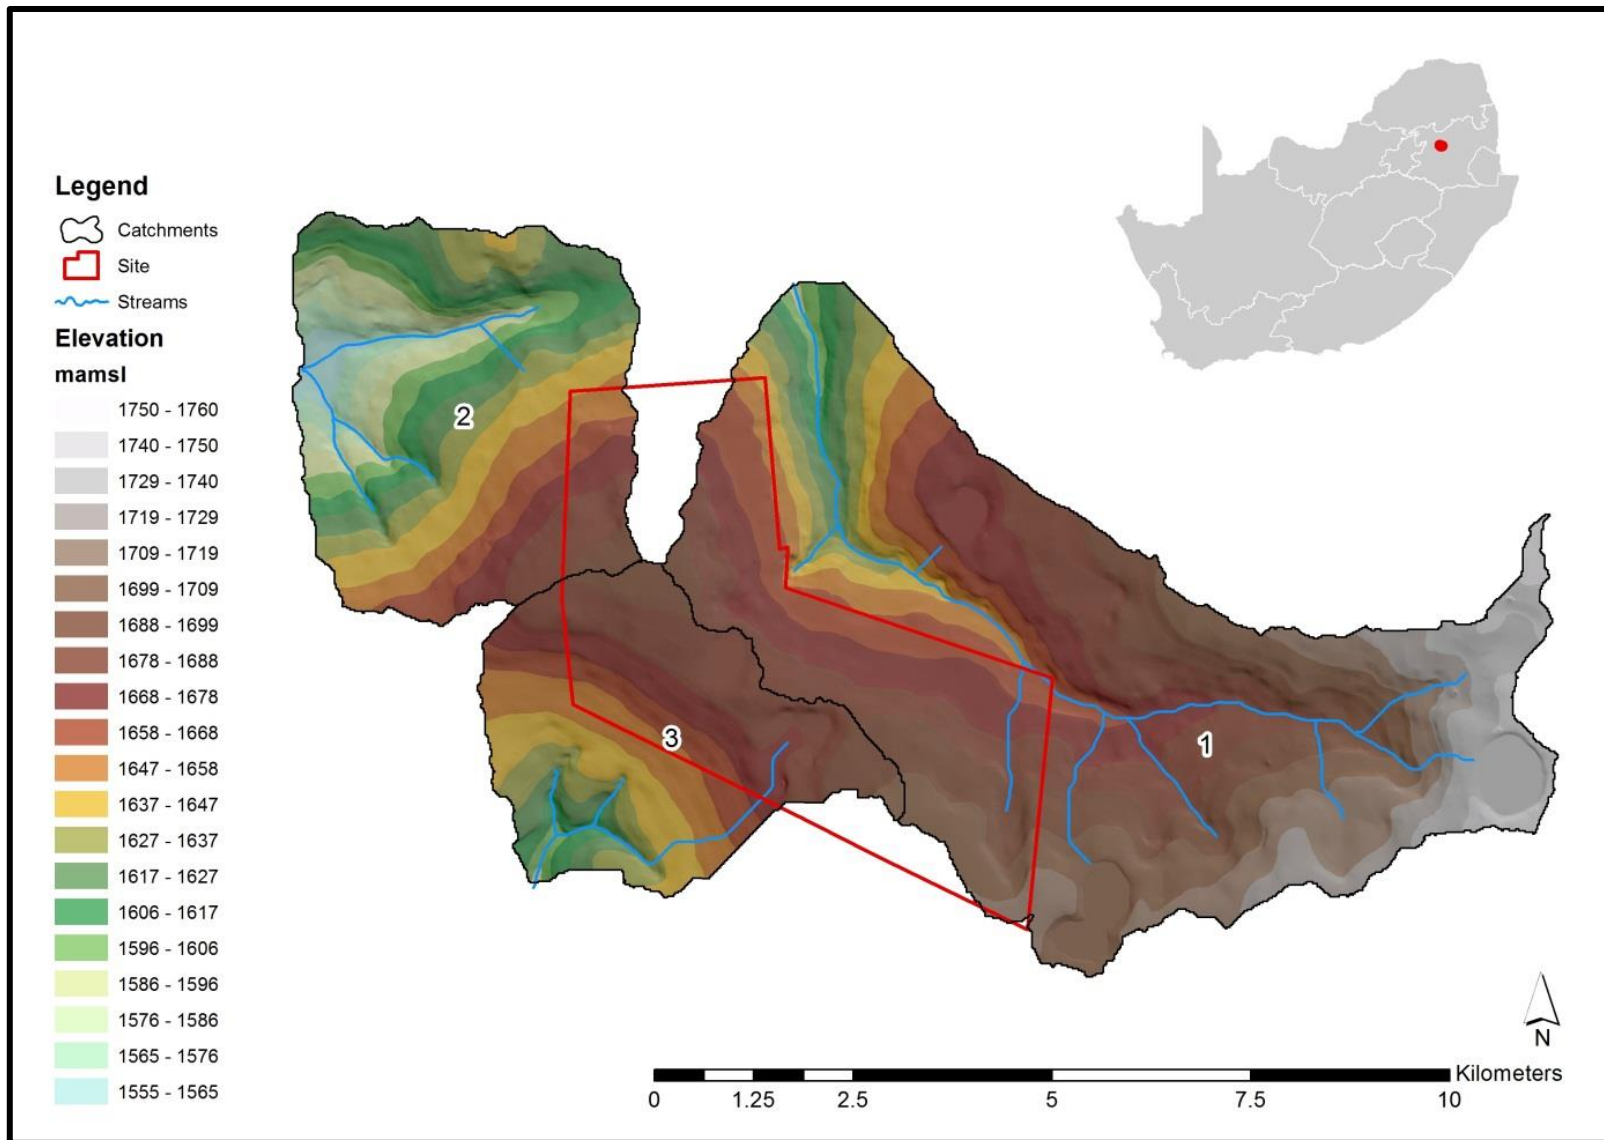 Legend
Catchments
Site
Streams
Elevation
mamsl
1750 - 1760
1740 - 1750
1729 - 1740
1719 - 1729
1709 - 1719
1699 - 1709
1688 - 1699
1678 - 1688
1668 - 1678
1658 - 1668
1647 - 1658
1637 - 1647
1627 - 1637
1617 - 1627
1606 - 1617
1596 - 1606
1586 - 1596
1576 - 1586
1565 - 1576
1555 - 1565
2
3
1
N
Kilometers
0 1.25 2.5 5 7.5 10